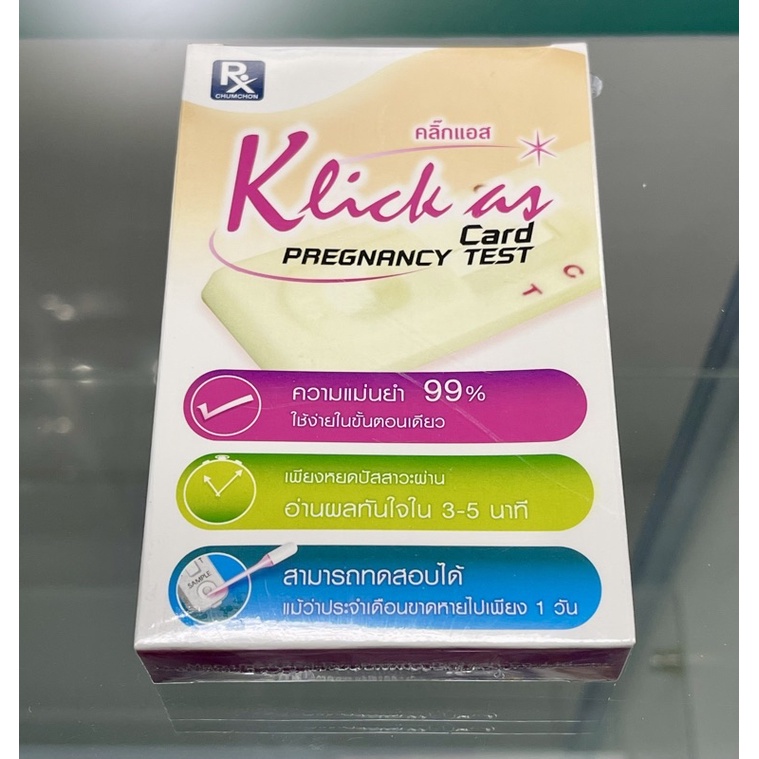 Rx
CHUMCHON
คลิ๊กแอส
Klick as
Card
PREGNANCY TEST
C
T
ความแม่นยำ 99%
ใช้ง่ายในขั้นตอนเดียว
เพียงหยดปัสสาวะผ่าน
อ่านผลทันใจใน 3-5 นาที
T
SAMPLE
สามารถทดสอบได้
แม้ว่าประจำเดือนขาดหายไปเพียง 1 วัน